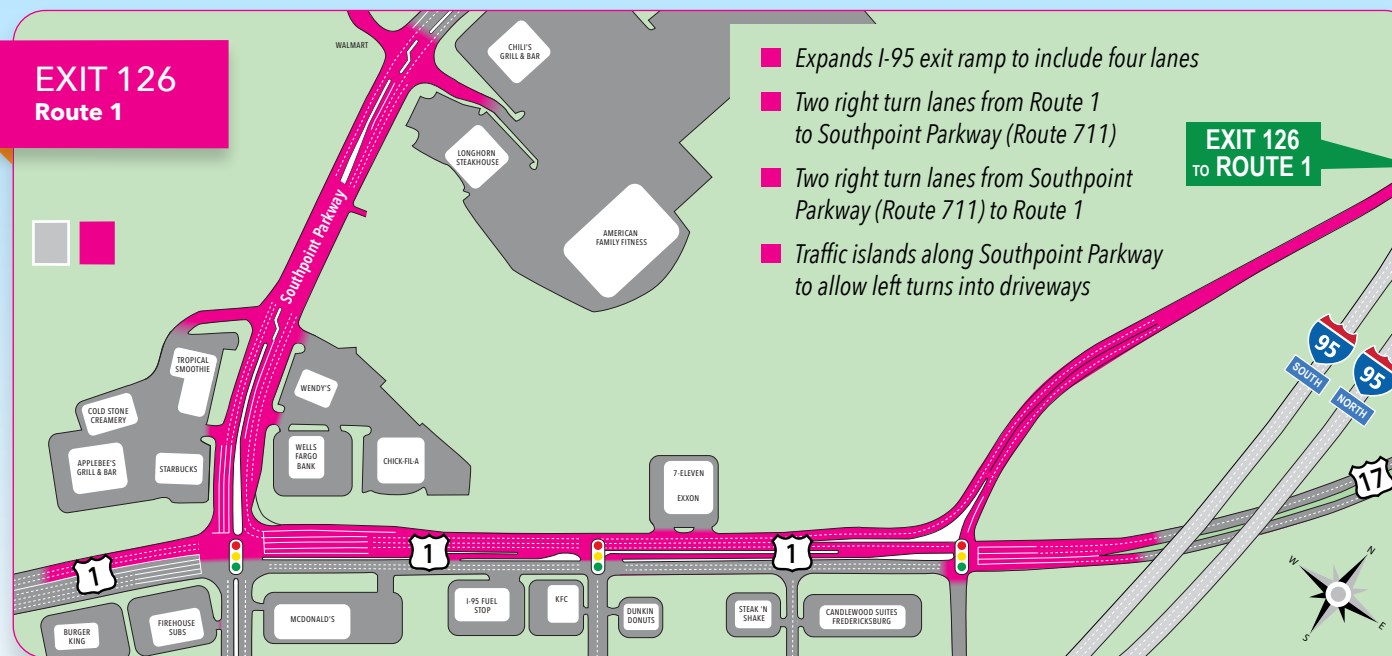 EXIT 126
Route 1
WALMART
CHILI'S
GRILL & BAR
LONGHORN
STEAKHOUSE
AMERICAN
FAMILY FITNESS
Southpoint Parkway
Expands I-95 exit ramp to include four lanes
Two right turn lanes from Route 1
to Southpoint Parkway (Route 711)
Two right turn lanes from Southpoint
Parkway (Route 711) to Route 1
Traffic islands along Southpoint Parkway
to allow left turns into driveways
EXIT 126
TO ROUTE 1
95
SOUTH
95
NORTH
17
TROPICAL
SMOOTHIE
COLD STONE
CREAMERY
APPLEBEE'S
GRILL & BAR
STARBUCKS
WENDY'S
WELLS
FARGO
BANK
CHICK-FIL-A
7-ELEVEN
EXXON
1
1
1
BURGER
KING
FIREHOUSE
SUBS
MCDONALD'S
I-95 FUEL
STOP
KFC
DUNKIN
DONUTS
STEAK 'N
SHAKE
CANDLEWOOD SUITES
FREDERICKSBURG
N
W
E
S